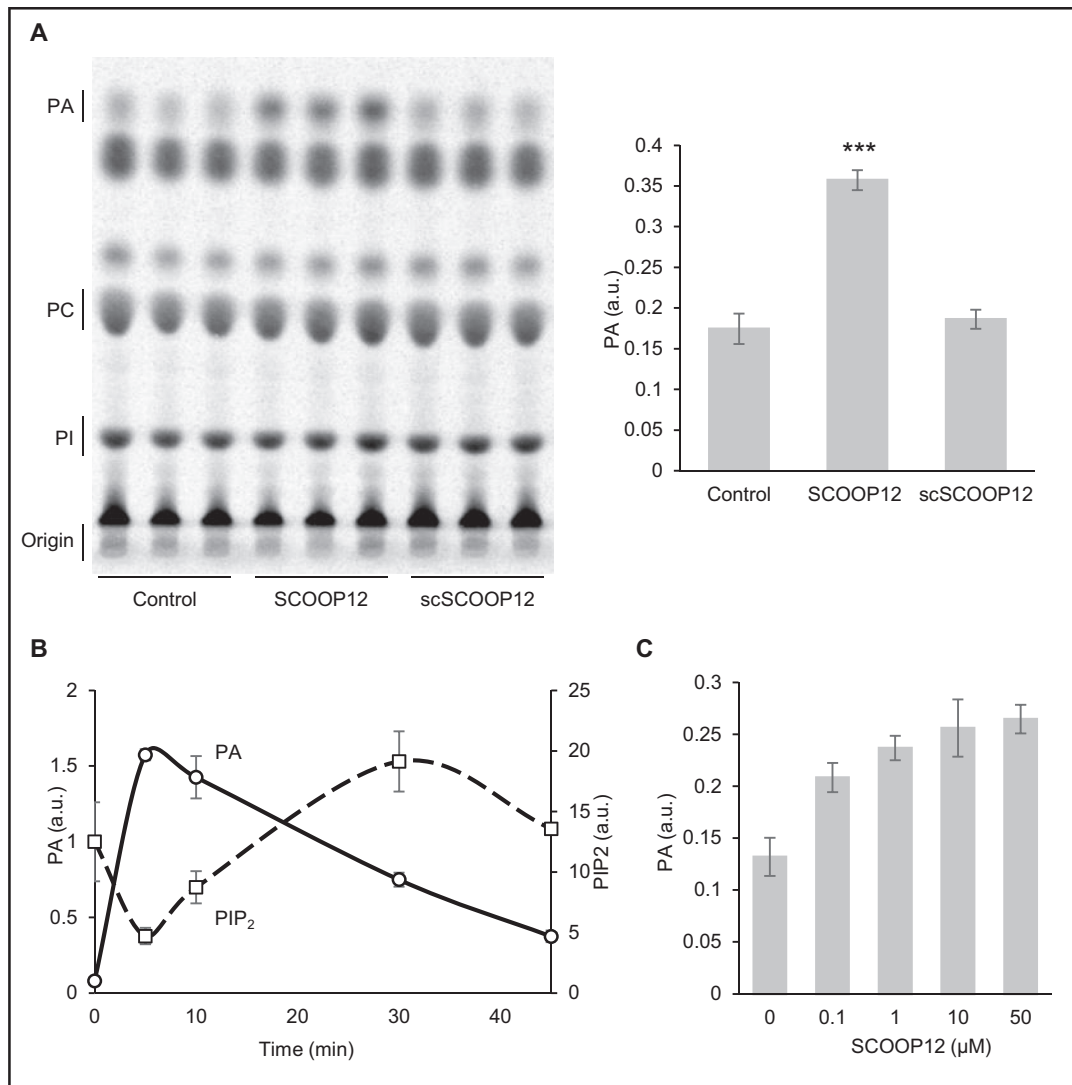 A
PA
PC
PI
Origin
Control SCOOP12 scSCOOP12
PA (a.u.)
0.4
0.35
0.3
0.25
0.2
0.15
0.1
0.05
0
***
Control SCOOP12 scSCOOP12
B
PA (a.u.)
2
1.5
1
0.5
0
PA
PIP₂
25
20
15
10
5
0
PIP2 (a.u.)
0 10 20 30 40
Time (min)
C
PA (a.u.)
0.3
0.25
0.2
0.15
0.1
0.05
0
0 0.1 1 10 50
SCOOP12 (µM)